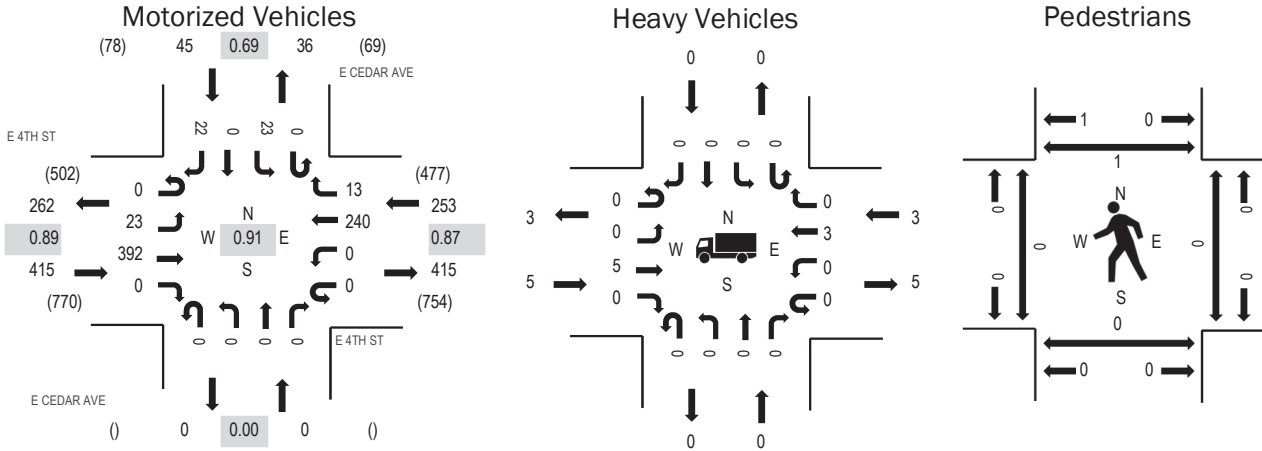 Motorized Vehicles
(78) 45 0.69 36 (69)
E CEDAR AVE
E 4TH ST
22 0 23 0
(502) 0 13 (477)
262 23 N 240 253
0.89 W 0.91 E 0.87
415 392 S 0 415
(770) 0 0 (754)
0 0 0 0
E 4TH ST
E CEDAR AVE
() 0 0.00 0 ()
Heavy Vehicles
0 0
0 0 0 0
0 0
3 0 N 3 3
W E
5 5 S 0 5
0 0
0 0 0 0
0 0
Pedestrians
1 0
1
0 N 0
0 W E 0
0 S 0
0
0 0